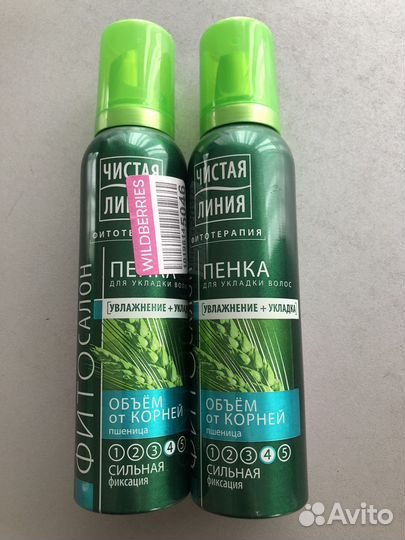 ЧИСТАЯ
ЛИНИЯ
ФИТОТЕРАПИЯ
ФИТОСАЛОН
WILDBERRIES
ПЕНКА
ДЛЯ УКЛАДКИ ВОЛОС
УВЛАЖНЕНИЕ + УКЛАДКА
ОБЪЁМ
ОТ КОРНЕЙ
пшеница
1 2 3 4 5
СИЛЬНАЯ
фиксация
ЧИСТАЯ
ЛИНИЯ
ФИТОТЕРАПИЯ
ПЕНКА
ДЛЯ УКЛАДКИ ВОЛОС
УВЛАЖНЕНИЕ + УКЛАДКА
ОБЪЁМ
ОТ КОРНЕЙ
пшеница
1 2 3 4 5
СИЛЬНАЯ
фиксация
Avito